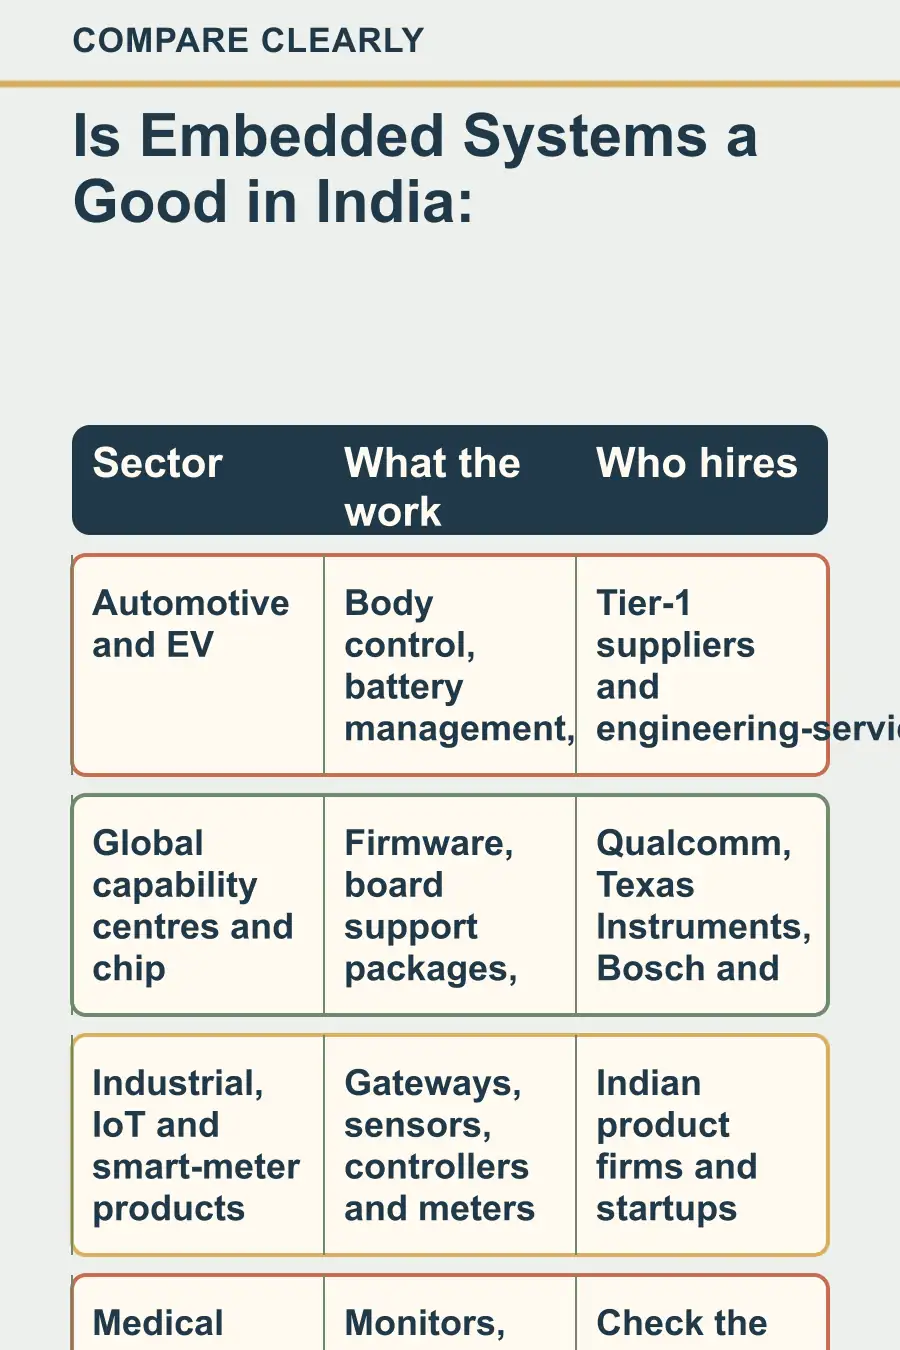 COMPARE CLEARLY
Is Embedded Systems a
Good in India:
Sector
What the
work
Who hires
Automotive
and EV
Body
control,
battery
management,
Tier-1
suppliers
and
engineering-servi
Global
capability
centres and
chip
Firmware,
board
support
packages,
Qualcomm,
Texas
Instruments,
Bosch and
Industrial,
IoT and
smart-meter
products
Gateways,
sensors,
controllers
and meters
Indian
product
firms and
startups
Medical
Monitors,
Check the